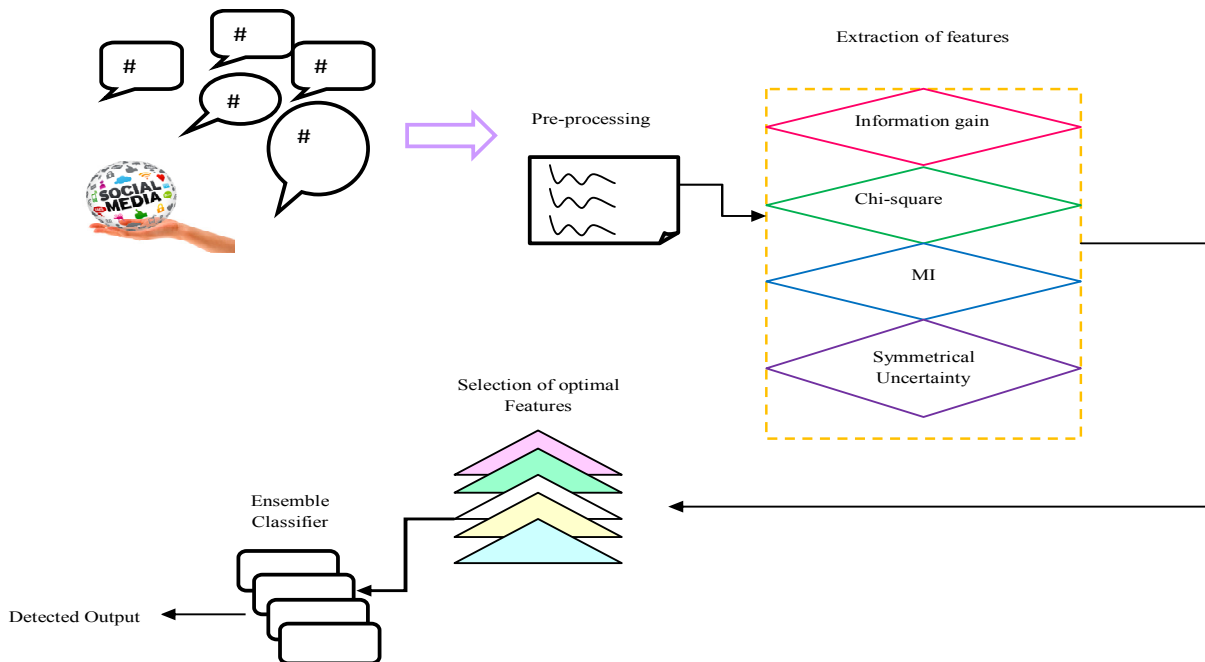 #
#
#
#
#
SOCIAL
MEDIA
Pre-processing
Extraction of features
Information gain
Chi-square
MI
Symmetrical
Uncertainty
Selection of optimal
Features
Ensemble
Classifier
Detected Output